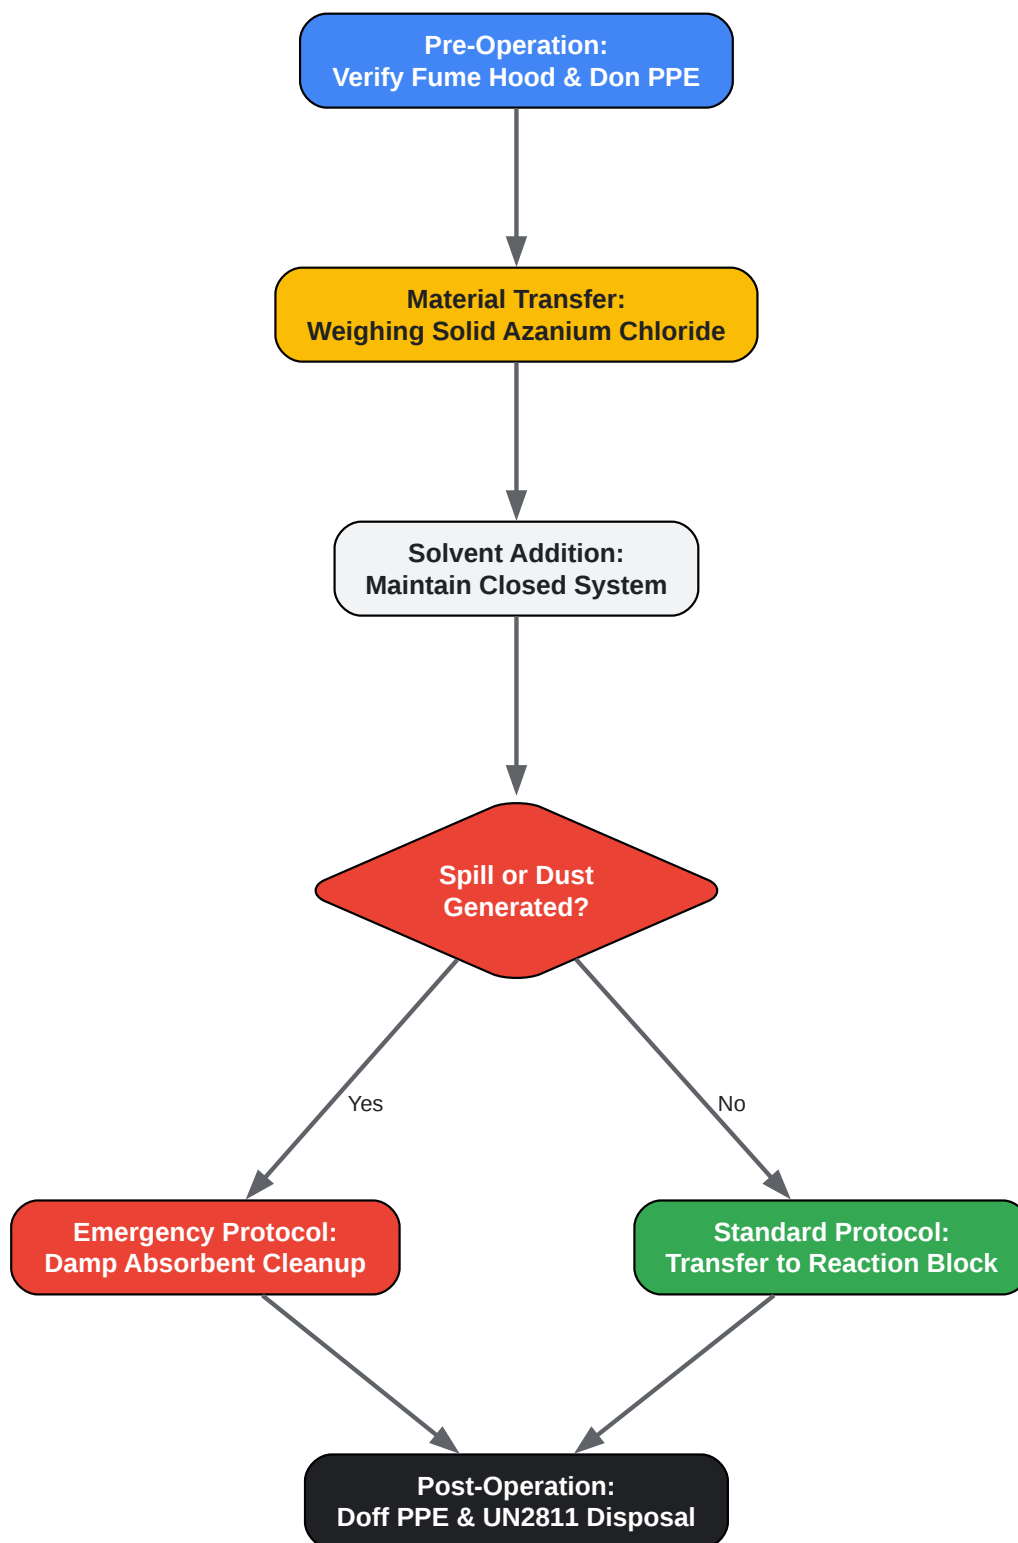 Pre-Operation:
Verify Fume Hood & Don PPE
Material Transfer:
Weighing Solid Azanium Chloride
Solvent Addition:
Maintain Closed System
Spill or Dust
Generated?
Yes
No
Emergency Protocol:
Damp Absorbent Cleanup
Standard Protocol:
Transfer to Reaction Block
Post-Operation:
Doff PPE & UN2811 Disposal